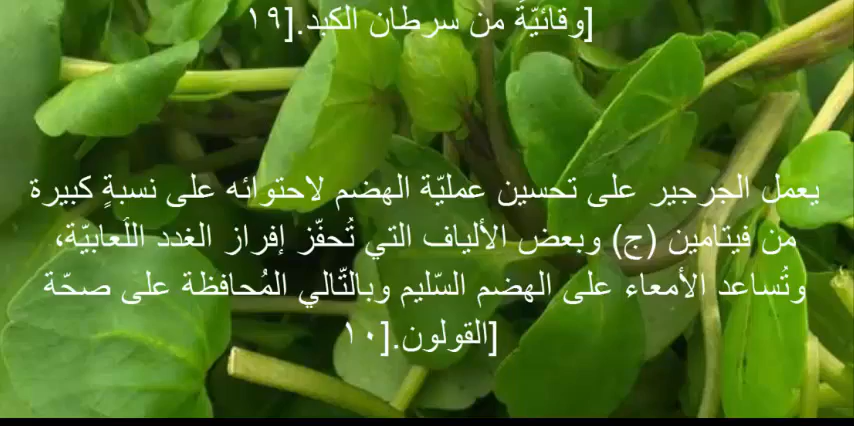 وقائيّة من سرطان الكبد.[١٩]
يعمل الجرجير على تحسين عمليّة الهضم لاحتوائه على نسبةٍ كبيرة
من فيتامين (ج) وبعض الألياف التي تُحفّز إفراز الغدد اللّعابيّة،
وتُساعد الأمعاء على الهضم السّليم وبالتّالي المُحافظة على صحّة
القولون.[١٠]